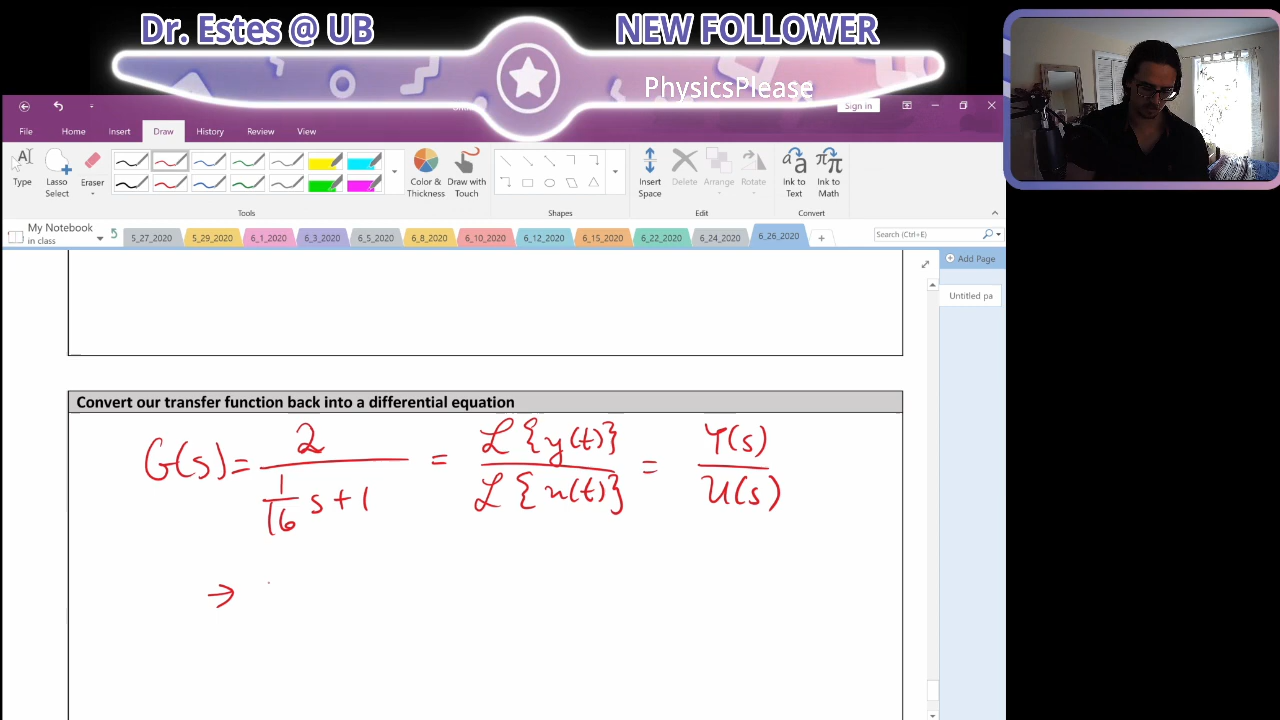 Dr. Estes @ UB
NEW FOLLOWER
PhysicsPlease
Sign in
File Home Insert Draw History Review View
Type
Lasso Select
Eraser
Color & Thickness
Draw with Touch
Insert Space
Delete
Arrange
Rotate
Ink to Text
Ink to Math
Tools
Shapes
Edit
Convert
My Notebook
in class
5_27_2020 5_29_2020 6_1_2020 6_3_2020 6_5_2020 6_8_2020 6_10_2020 6_12_2020 6_15_2020 6_22_2020 6_24_2020 6_26_2020
Search (Ctrl+E)
Add Page
Untitled pa
Convert our transfer function back into a differential equation
G(s) = 2 / (1/16 s + 1) = ℒ{y(t)} / ℒ{u(t)} = Y(s) / U(s)
→